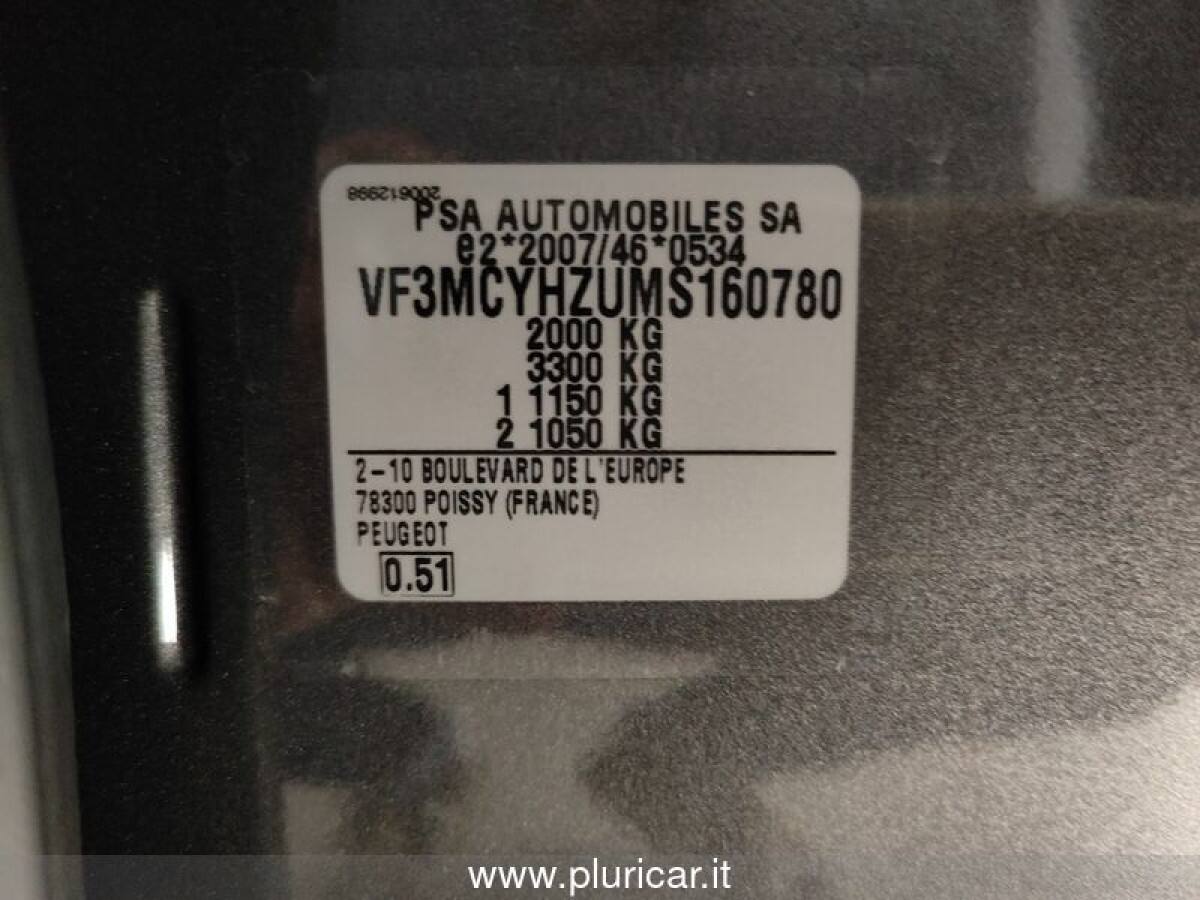 200612998
PSA AUTOMOBILES SA
e2*2007/46*0534
VF3MCYHZUMS160780
2000 KG
3300 KG
1 1150 KG
2 1050 KG
2-10 BOULEVARD DE L'EUROPE
78300 POISSY (FRANCE)
PEUGEOT
0.51
www.pluricar.it